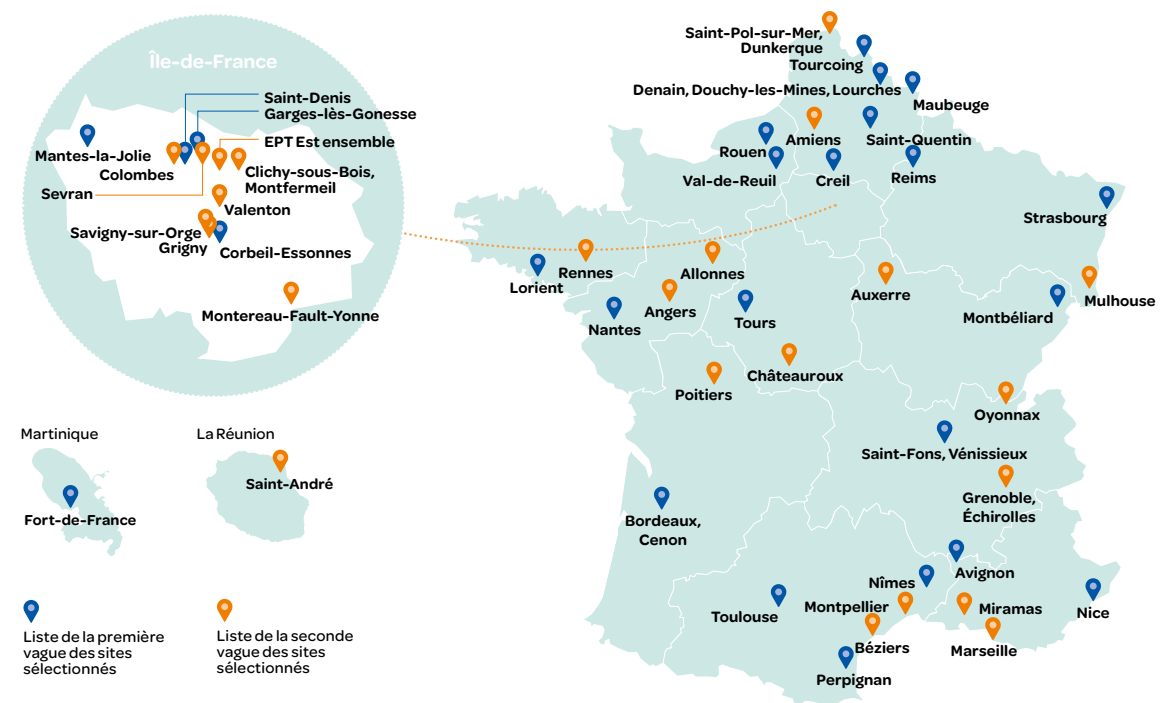 Île-de-France
Saint-Denis
Garges-lès-Gonesse
EPT Est ensemble
Mantes-la-Jolie
Colombes
Clichy-sous-Bois,
Montfermeil
Sevran
Valenton
Savigny-sur-Orge
Grigny
Corbeil-Essonnes
Montereau-Fault-Yonne
Saint-Pol-sur-Mer,
Dunkerque
Tourcoing
Denain, Douchy-les-Mines, Lourches
Maubeuge
Amiens
Saint-Quentin
Rouen
Val-de-Reuil
Creil
Reims
Strasbourg
Rennes
Lorient
Allonnes
Angers
Nantes
Tours
Auxerre
Mulhouse
Montbéliard
Châteauroux
Poitiers
Oyonnax
Saint-Fons, Vénissieux
Grenoble,
Échirolles
Bordeaux,
Cenon
Avignon
Nîmes
Toulouse
Montpellier
Miramas
Nice
Béziers
Marseille
Perpignan
Martinique
Fort-de-France
La Réunion
Saint-André
Liste de la première
vague des sites
sélectionnés
Liste de la seconde
vague des sites
sélectionnés